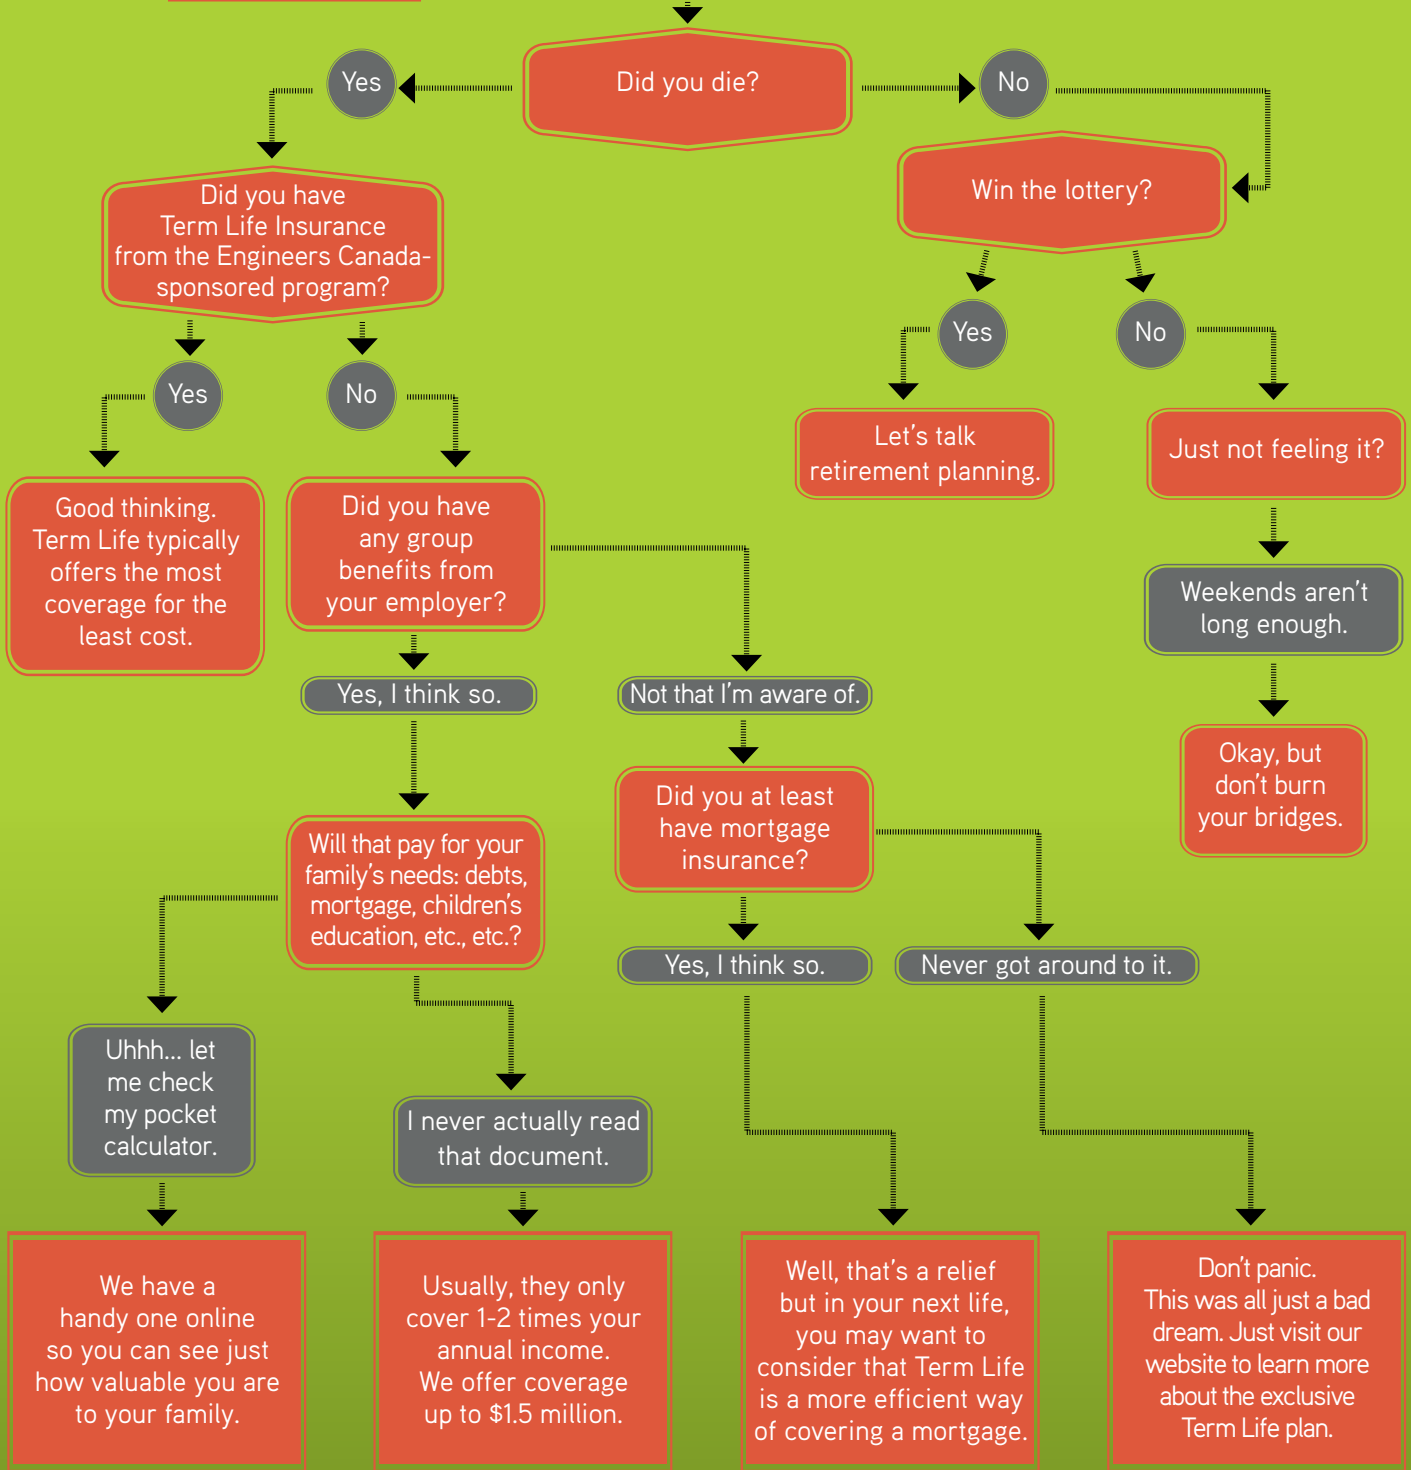 Did you die?
Yes
No
Did you have
Term Life Insurance
from the Engineers Canada-
sponsored program?
Win the lottery?
Yes
No
Yes
No
Let's talk
retirement planning.
Just not feeling it?
Good thinking.
Term Life typically
offers the most
coverage for the
least cost.
Did you have
any group
benefits from
your employer?
Weekends aren't
long enough.
Yes, I think so.
Not that I'm aware of.
Okay, but
don't burn
your bridges.
Will that pay for your
family's needs: debts,
mortgage, children's
education, etc., etc.?
Did you at least
have mortgage
insurance?
Yes, I think so.
Never got around to it.
Uhhh... let
me check
my pocket
calculator.
I never actually read
that document.
We have a
handy one online
so you can see just
how valuable you are
to your family.
Usually, they only
cover 1-2 times your
annual income.
We offer coverage
up to $1.5 million.
Well, that's a relief
but in your next life,
you may want to
consider that Term Life
is a more efficient way
of covering a mortgage.
Don't panic.
This was all just a bad
dream. Just visit our
website to learn more
about the exclusive
Term Life plan.